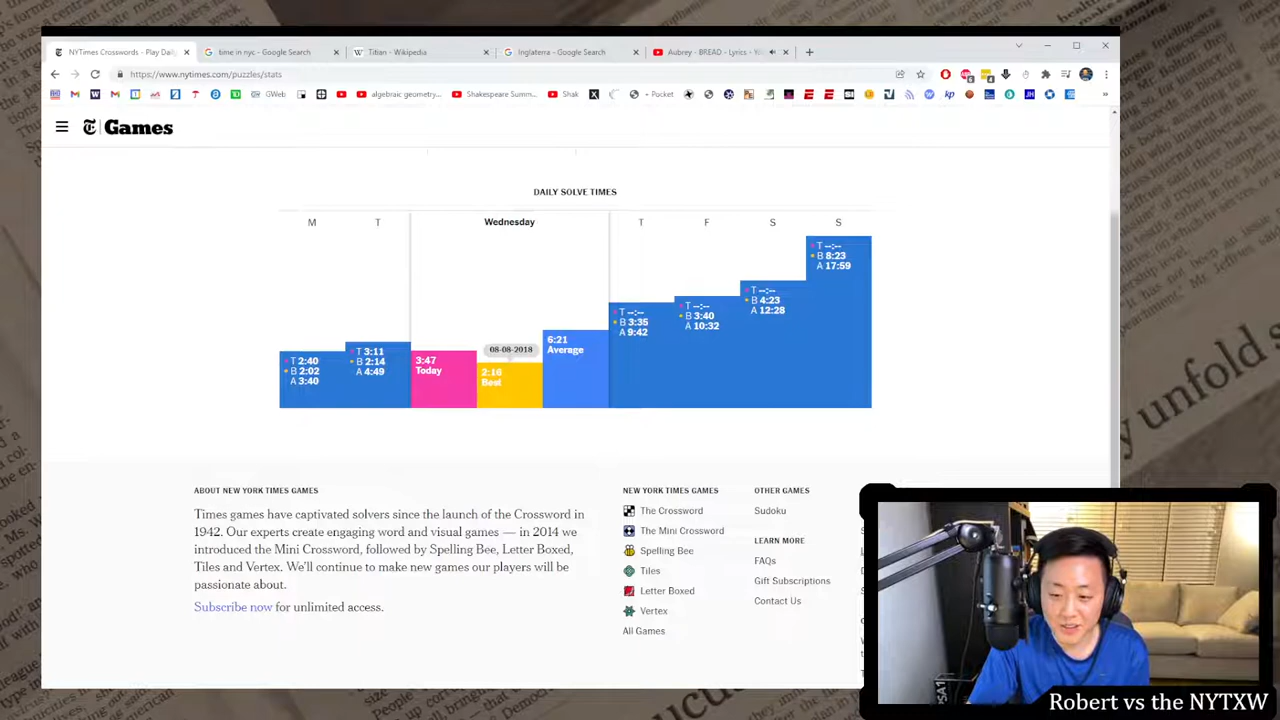 NYTimes Crosswords - Play Daily
time in nyc - Google Search
Titian - Wikipedia
Inglaterra - Google Search
Aubrey - BREAD - Lyrics -
https://www.nytimes.com/puzzles/stats
GWeb
algebraic geometry...
Shakespeare Summ...
Shak
+ Pocket
T Games
DAILY SOLVE TIMES
M T Wednesday T F S S
T 2:40
B 2:02
A 3:40
T 3:11
B 2:14
A 4:49
3:47
Today
08-08-2018
2:16
Best
6:21
Average
T --:--
B 3:35
A 9:42
T --:--
B 3:40
A 10:32
T --:--
B 4:23
A 12:28
T --:--
B 8:23
A 17:59
ABOUT NEW YORK TIMES GAMES
Times games have captivated solvers since the launch of the Crossword in
1942. Our experts create engaging word and visual games — in 2014 we
introduced the Mini Crossword, followed by Spelling Bee, Letter Boxed,
Tiles and Vertex. We'll continue to make new games our players will be
passionate about.
Subscribe now for unlimited access.
NEW YORK TIMES GAMES
The Crossword
The Mini Crossword
Spelling Bee
Tiles
Letter Boxed
Vertex
All Games
OTHER GAMES
Sudoku
LEARN MORE
FAQs
Gift Subscriptions
Contact Us
Robert vs the NYTXW